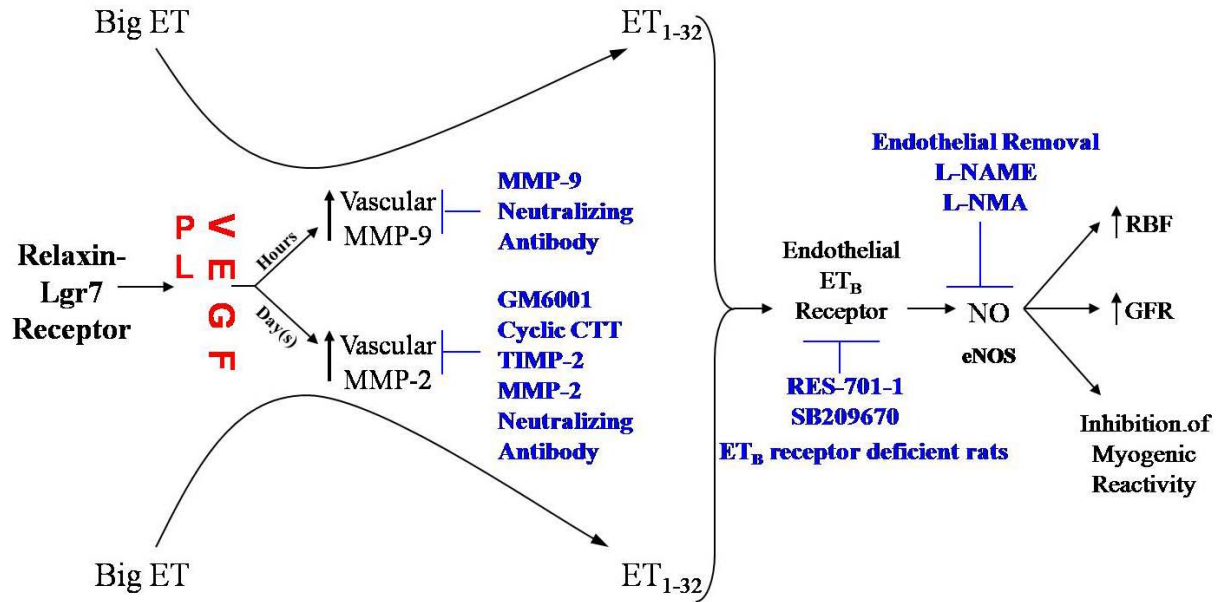 Big ET
ET1-32
Relaxin-
Lgr7
Receptor
PL
VEGF
Hours
Day(s)
Vascular
MMP-9
MMP-9
Neutralizing
Antibody
Vascular
MMP-2
GM6001
Cyclic CTT
TIMP-2
MMP-2
Neutralizing
Antibody
Endothelial
ETB
Receptor
RES-701-1
SB209670
ETB receptor deficient rats
Endothelial Removal
L-NAME
L-NMA
NO
eNOS
RBF
GFR
Inhibition of
Myogenic
Reactivity
Big ET
ET1-32